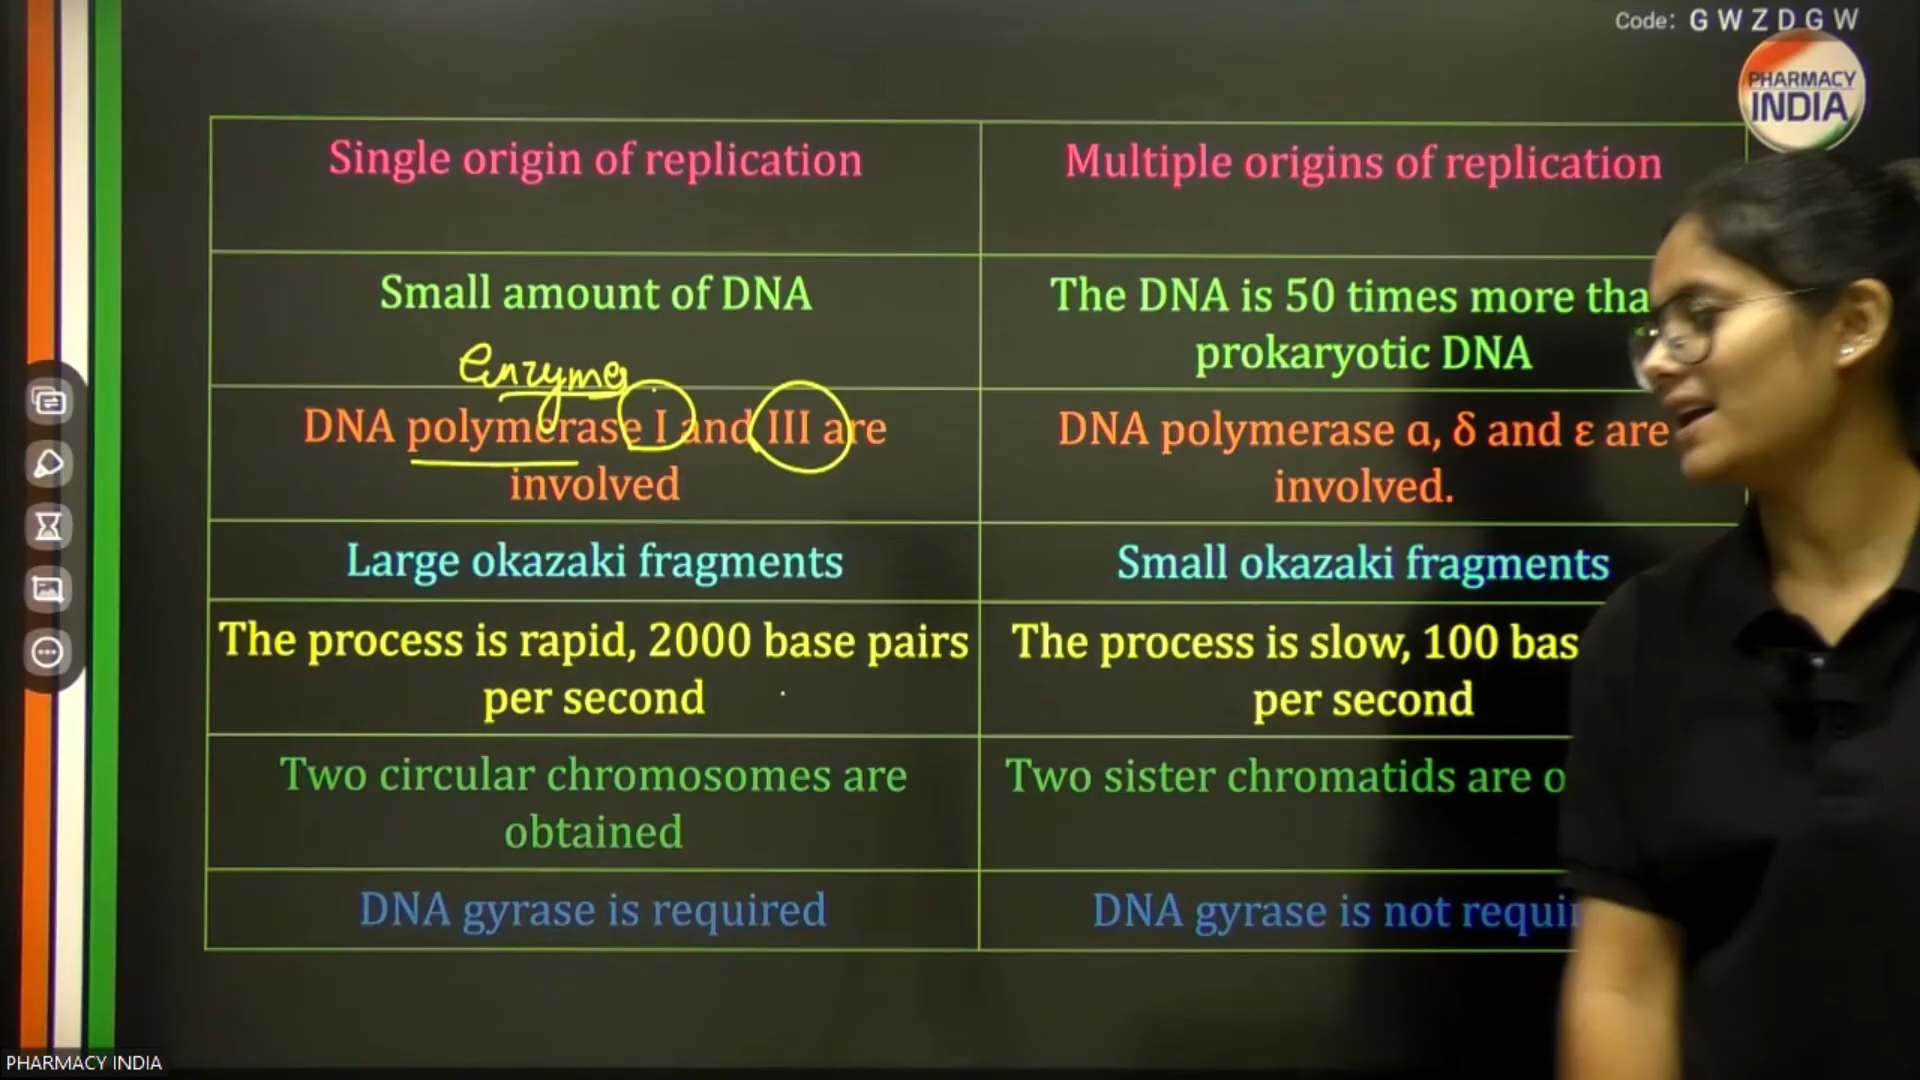 Code: G W Z D G W
PHARMACY
INDIA
Single origin of replication
Multiple origins of replication
Small amount of DNA
The DNA is 50 times more tha
prokaryotic DNA
Enzyme
DNA polymerase I and III are
involved
DNA polymerase α, δ and ε are
involved.
Large okazaki fragments
Small okazaki fragments
The process is rapid, 2000 base pairs
per second
The process is slow, 100 bas
per second
Two circular chromosomes are
obtained
Two sister chromatids are o
DNA gyrase is required
DNA gyrase is not requi
PHARMACY INDIA